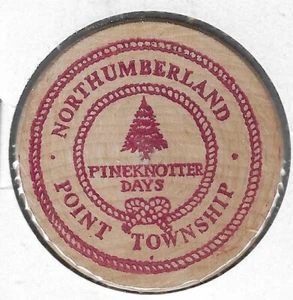 NORTHUMBERLAND
PINEKNOTTER
DAYS
POINT TOWNSHIP